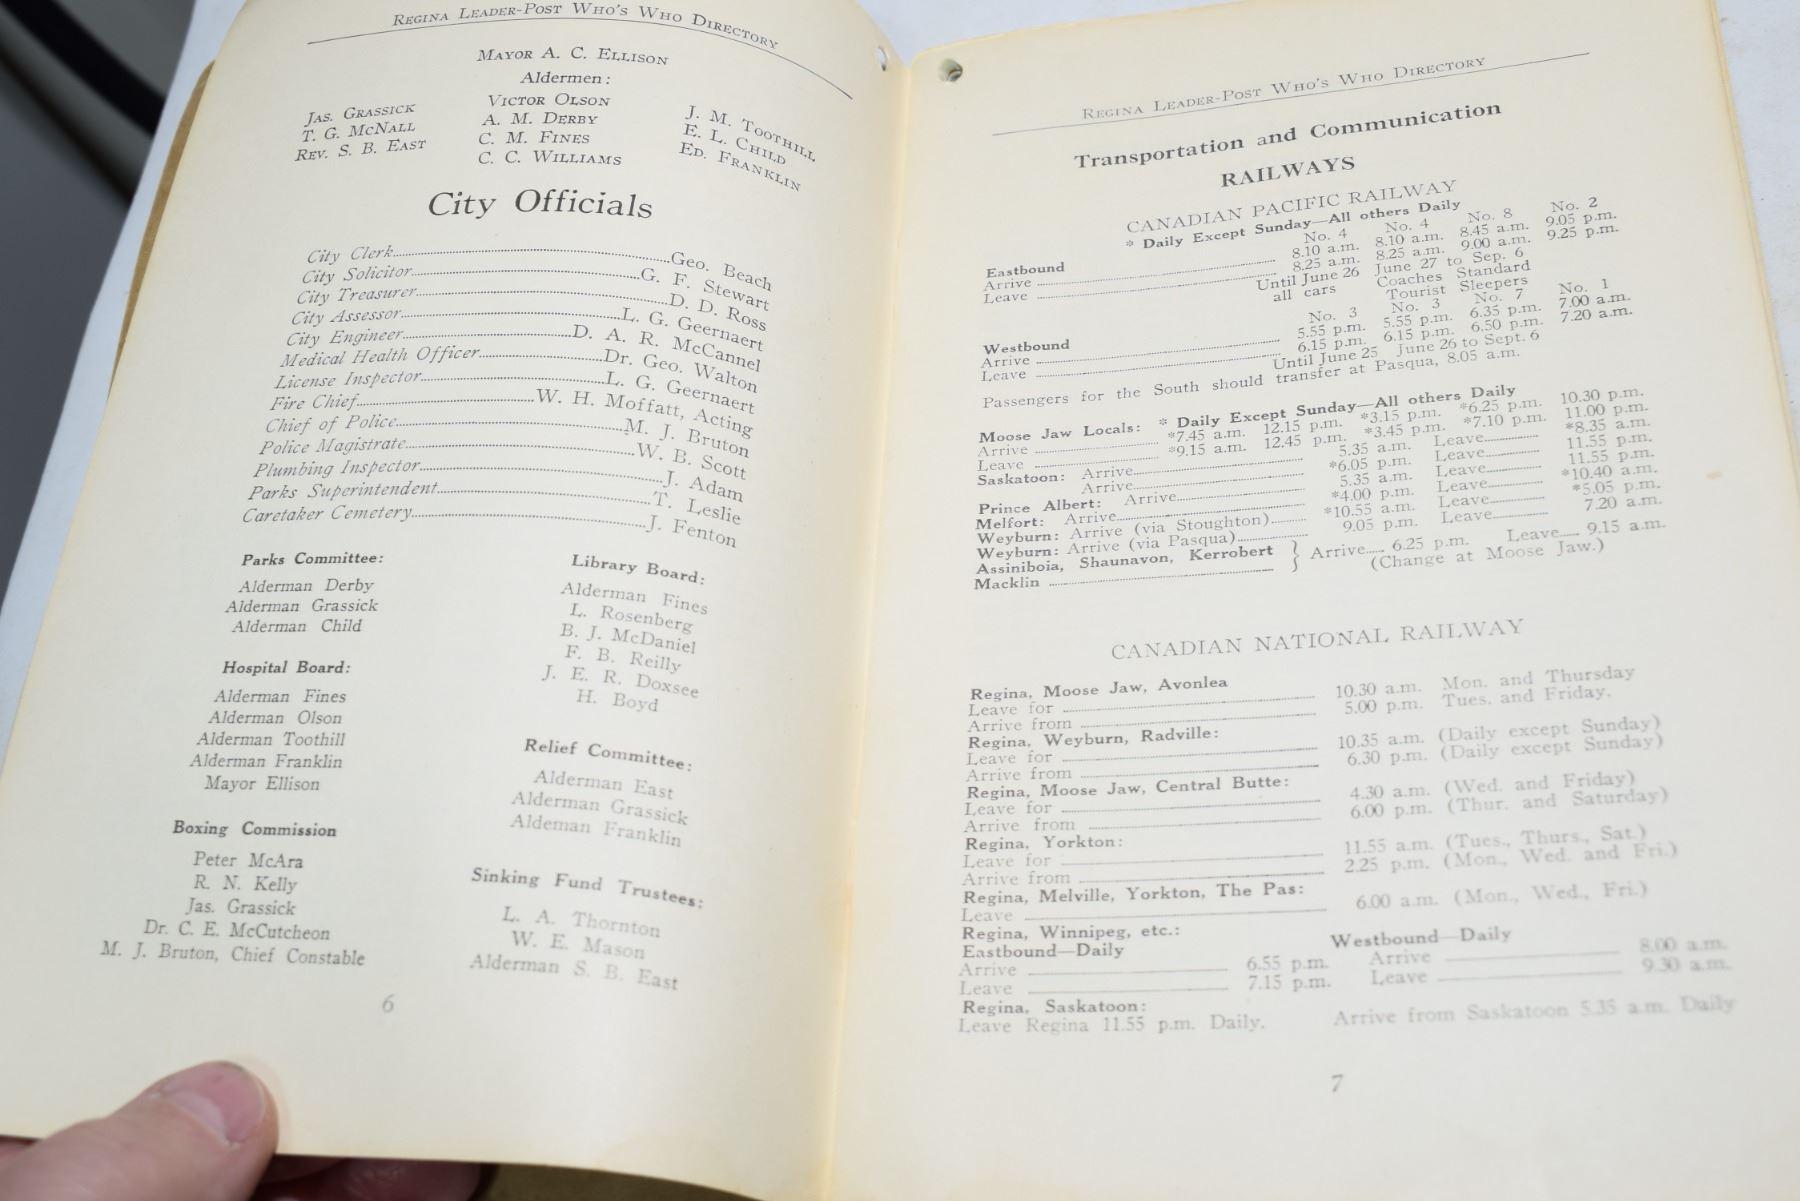 REGINA LEADER-POST WHO'S WHO DIRECTORY
MAYOR A. C. ELLISON
Aldermen:
JAS. GRASSICK VICTOR OLSON J. M. TOOTHILL
T. G. MCNALL A. M. DERBY E. L. CHILD
REV. S. B. EAST C. M. FINES ED. FRANKLIN
C. C. WILLIAMS
City Officials
City Clerk Geo. Beach
City Solicitor G. F. Stewart
City Treasurer D. D. Ross
City Assessor L. G. Geernaert
City Engineer D. A. R. McCannel
Medical Health Officer Dr. Geo. Walton
License Inspector L. G. Geernaert
Fire Chief W. H. Moffatt, Acting
Chief of Police M. J. Bruton
Police Magistrate W. B. Scott
Plumbing Inspector J. Adam
Parks Superintendent T. Leslie
Caretaker Cemetery J. Fenton
Parks Committee:
Alderman Derby
Alderman Grassick
Alderman Child
Hospital Board:
Alderman Fines
Alderman Olson
Alderman Toothill
Alderman Franklin
Mayor Ellison
Boxing Commission
Peter McAra
R. N. Kelly
Jas. Grassick
Dr. C. E. McCutcheon
M. J. Bruton, Chief Constable
Library Board:
Alderman Fines
L. Rosenberg
B. J. McDaniel
F. B. Reilly
J. E. R. Doxsee
H. Boyd
Relief Committee:
Alderman East
Alderman Grassick
Aldeman Franklin
Sinking Fund Trustees:
L. A. Thornton
W. E. Mason
Alderman S. B. East
6
REGINA LEADER-POST WHO'S WHO DIRECTORY
Transportation and Communication
RAILWAYS
CANADIAN PACIFIC RAILWAY
* Daily Except Sunday—All others Daily
Eastbound No. 4 No. 4 No. 8 No. 2
Arrive 8.10 a.m. 8.10 a.m. 8.45 a.m. 9.05 p.m.
Leave 8.25 a.m. 8.25 a.m. 9.00 a.m. 9.25 p.m.
Until June 26 June 27 to Sep. 6
all cars Coaches Standard
Tourist Sleepers
Westbound No. 3 No. 3 No. 7 No. 1
Arrive 5.55 p.m. 5.55 p.m. 6.35 p.m. 7.00 a.m.
Leave 6.15 p.m. 6.15 p.m. 6.50 p.m. 7.20 a.m.
Until June 25 June 26 to Sept. 6
Passengers for the South should transfer at Pasqua, 8.05 a.m.
Moose Jaw Locals: * Daily Except Sunday—All others Daily
Arrive *7.45 a.m. 12.15 p.m. *3.15 p.m. *6.25 p.m. 10.30 p.m.
Leave *9.15 a.m. 12.45 p.m. *3.45 p.m. *7.10 p.m. 11.00 p.m.
Saskatoon: Arrive 5.35 a.m. Leave *8.35 a.m.
Arrive *6.05 p.m. Leave 11.55 p.m.
Prince Albert: Arrive 5.35 a.m. Leave 11.55 p.m.
Melfort: Arrive *4.00 p.m. Leave *10.40 a.m.
Weyburn: Arrive (via Stoughton) *10.55 a.m. Leave *5.05 p.m.
Weyburn: Arrive (via Pasqua) 9.05 p.m. Leave 7.20 a.m.
Assiniboia, Shaunavon, Kerrobert } Arrive 6.25 p.m. Leave 9.15 a.m.
Macklin (Change at Moose Jaw.)
CANADIAN NATIONAL RAILWAY
Regina, Moose Jaw, Avonlea
Leave for 10.30 a.m. Mon. and Thursday
Arrive from 5.00 p.m. Tues. and Friday.
Regina, Weyburn, Radville:
Leave for 10.35 a.m. (Daily except Sunday)
Arrive from 6.30 p.m. (Daily except Sunday)
Regina, Moose Jaw, Central Butte:
Leave for 4.30 a.m. (Wed. and Friday)
Arrive from 6.00 p.m. (Thur. and Saturday)
Regina, Yorkton:
Leave for 11.55 a.m. (Tues., Thurs., Sat.)
Arrive from 2.25 p.m. (Mon., Wed. and Fri.)
Regina, Melville, Yorkton, The Pas:
Leave 6.00 a.m. (Mon., Wed., Fri.)
Regina, Winnipeg, etc.:
Eastbound—Daily Westbound—Daily
Arrive 6.55 p.m. Arrive 8.00 a.m.
Leave 7.15 p.m. Leave 9.30 a.m.
Regina, Saskatoon:
Leave Regina 11.55 p.m. Daily. Arrive from Saskatoon 5.35 a.m. Daily
7